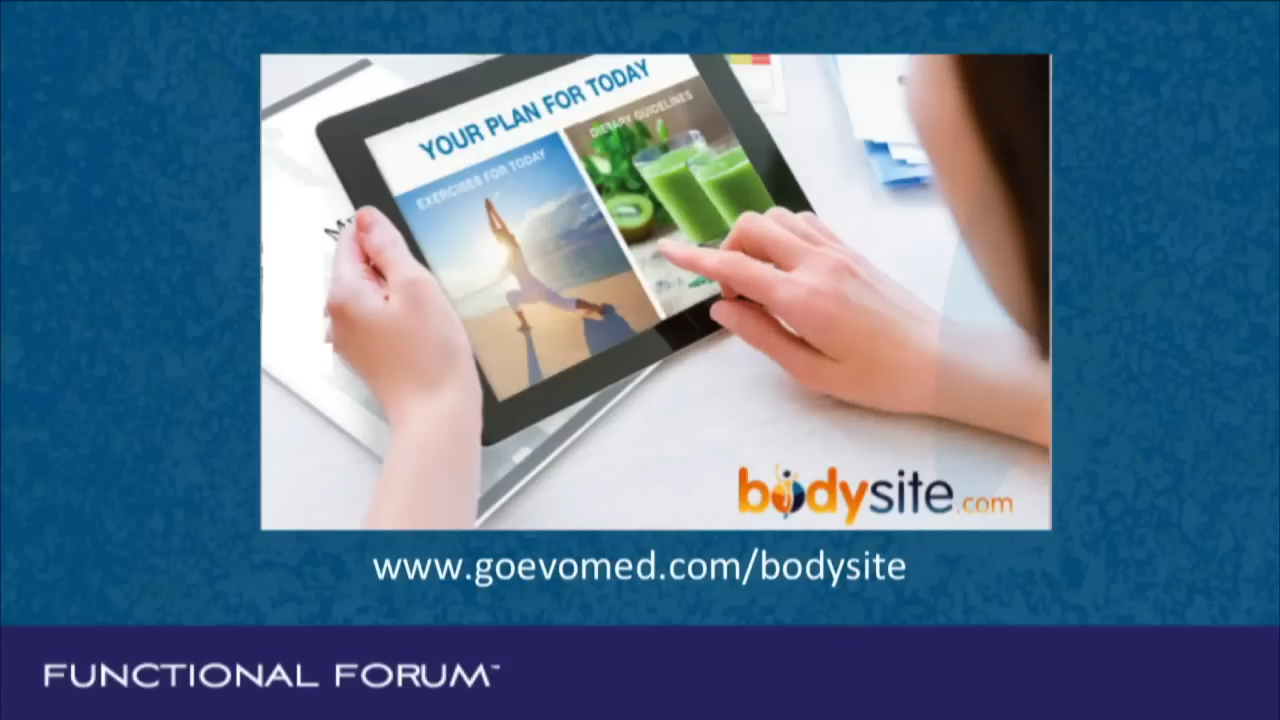 YOUR PLAN FOR TODAY
EXERCISES FOR TODAY
DIETARY GUIDELINES
bodysite.com
www.goevomed.com/bodysite
FUNCTIONAL FORUM™